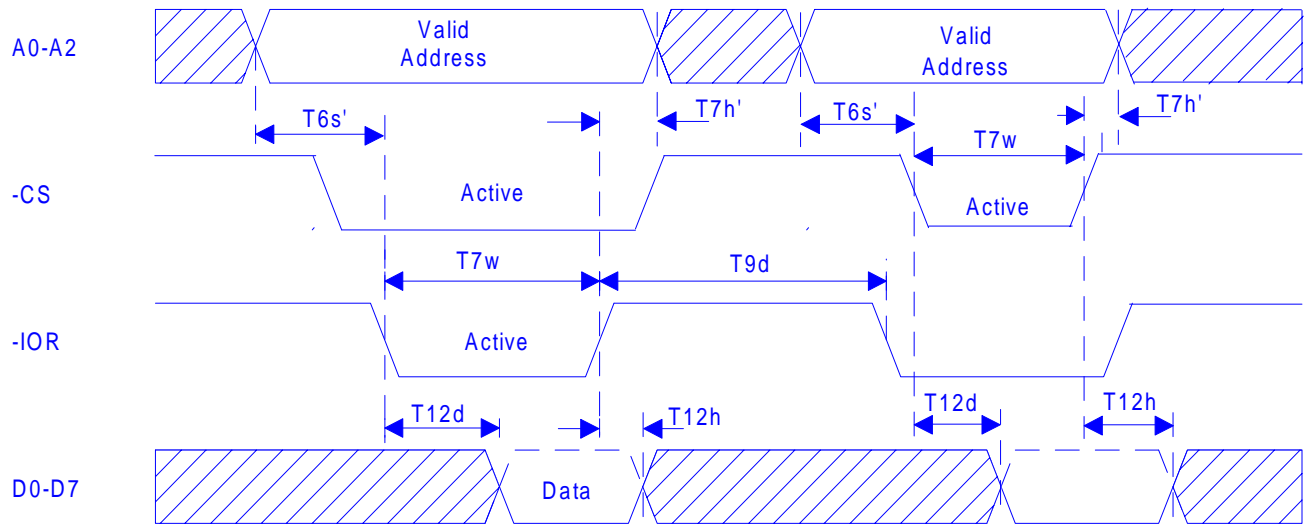 A0-A2
Valid
Address
Valid
Address
T6s'
T7h'
T6s'
T7h'
T7w
-CS
Active
Active
T7w
T9d
-IOR
Active
T12d
T12h
T12d
T12h
D0-D7
Data